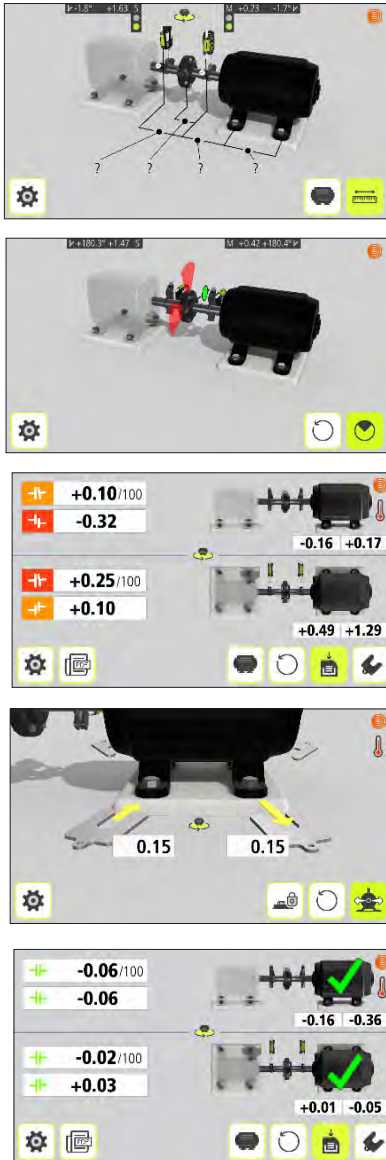 -1.8° +1.63 S
M +0.23 -1.7°
? ? ? ?
+180.3° +1.47 S
M +0.42 +180.4°
+0.10/100
-0.32
-0.16 +0.17
+0.25/100
+0.10
+0.49 +1.29
0.15 0.15
-0.06/100
-0.06
-0.16 -0.36
-0.02/100
+0.03
+0.01 -0.05